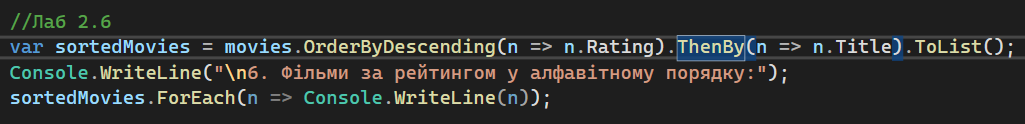 //Лаб 2.6
var sortedMovies = movies.OrderByDescending(n => n.Rating).ThenBy(n => n.Title).ToList();
Console.WriteLine("\n6. Фільми за рейтингом у алфавітному порядку:");
sortedMovies.ForEach(n => Console.WriteLine(n));